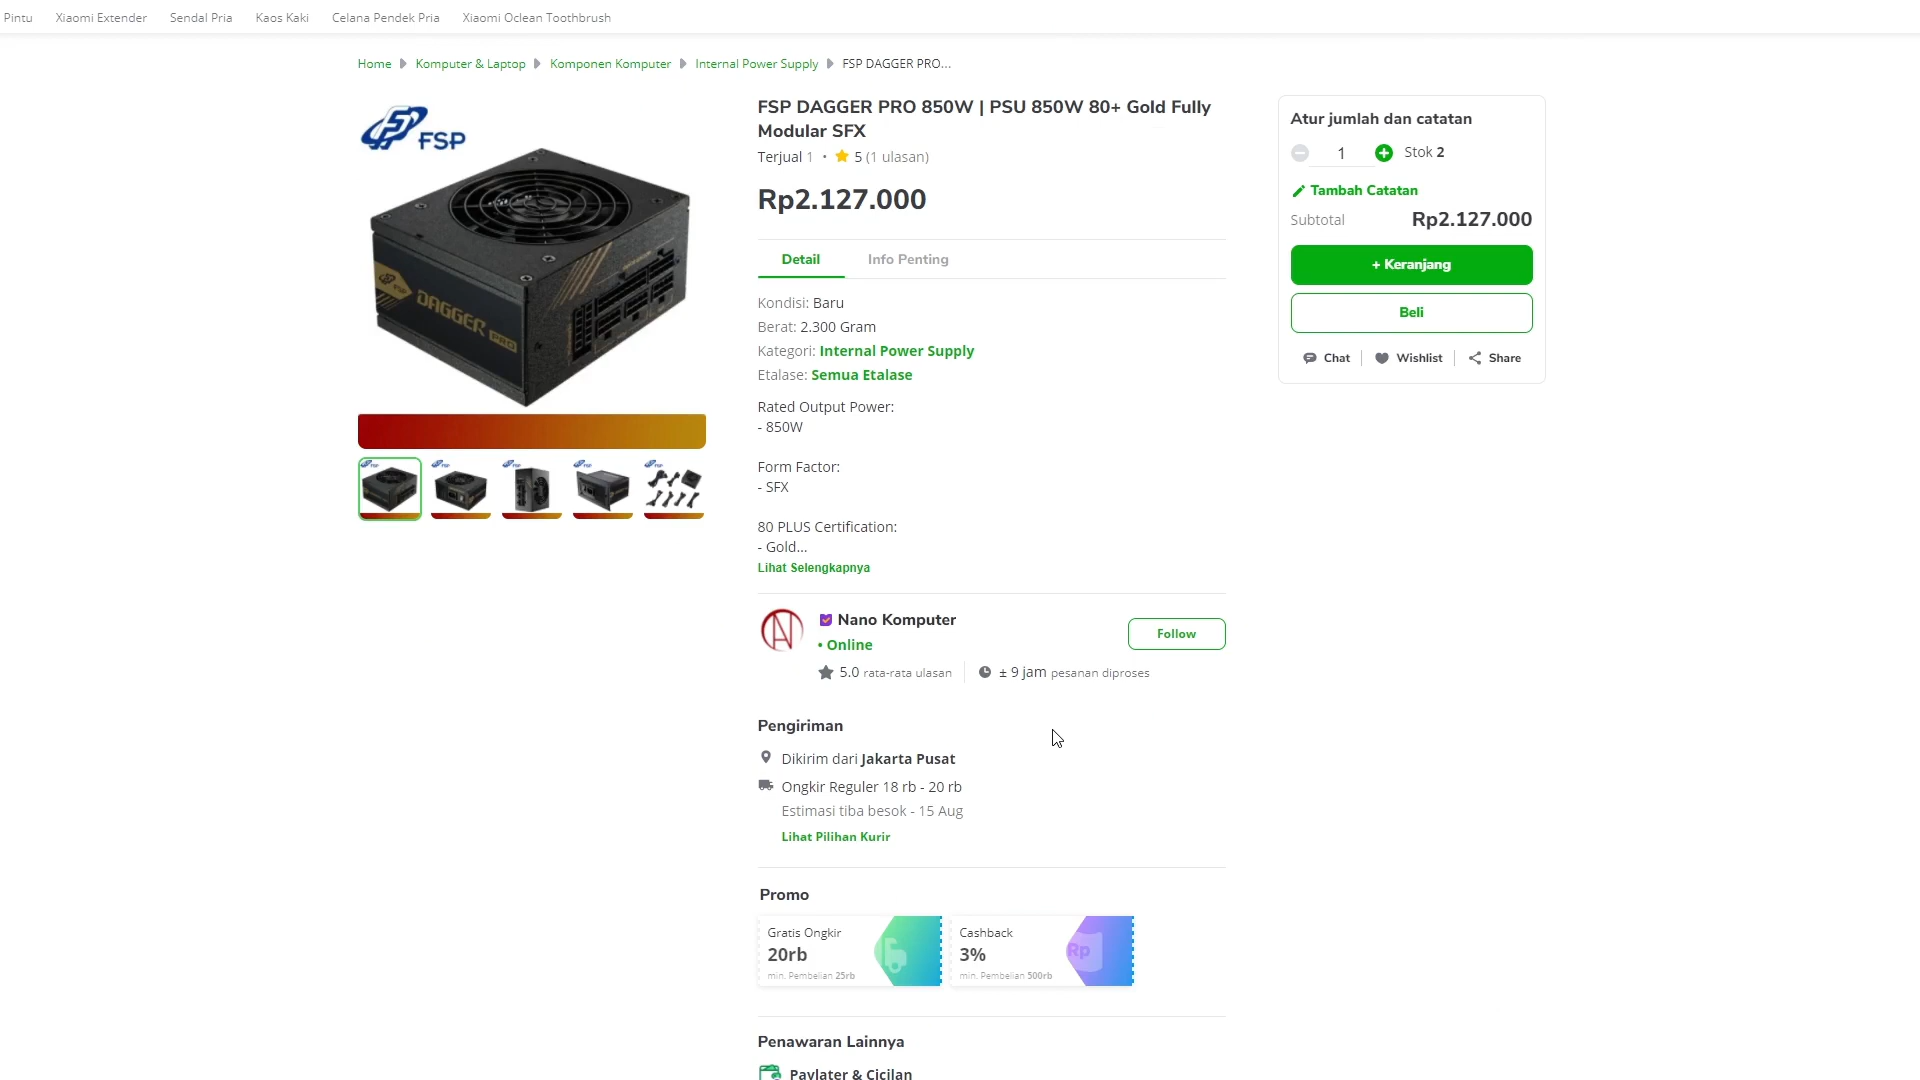 Pintu
Xiaomi Extender
Sendal Pria
Kaos Kaki
Celana Pendek Pria
Xiaomi Oclean Toothbrush
Home
Komputer & Laptop
Komponen Komputer
Internal Power Supply
FSP DAGGER PRO...
FSP
DAGGER PRO
FSP DAGGER PRO 850W | PSU 850W 80+ Gold Fully
Modular SFX
Terjual 1 • 5 (1 ulasan)
Rp2.127.000
Detail
Info Penting
Kondisi: Baru
Berat: 2.300 Gram
Kategori: Internal Power Supply
Etalase: Semua Etalase
Rated Output Power:
- 850W
Form Factor:
- SFX
80 PLUS Certification:
- Gold...
Lihat Selengkapnya
Nano Komputer
• Online
Follow
5.0 rata-rata ulasan
± 9 jam pesanan diproses
Pengiriman
Dikirim dari Jakarta Pusat
Ongkir Reguler 18 rb - 20 rb
Estimasi tiba besok - 15 Aug
Lihat Pilihan Kurir
Promo
Gratis Ongkir
20rb
min. Pembelian 25rb
Cashback
3%
min. Pembelian 500rb
Rp
Penawaran Lainnya
Paylater & Cicilan
Atur jumlah dan catatan
1
Stok 2
Tambah Catatan
Subtotal
Rp2.127.000
+ Keranjang
Beli
Chat
Wishlist
Share